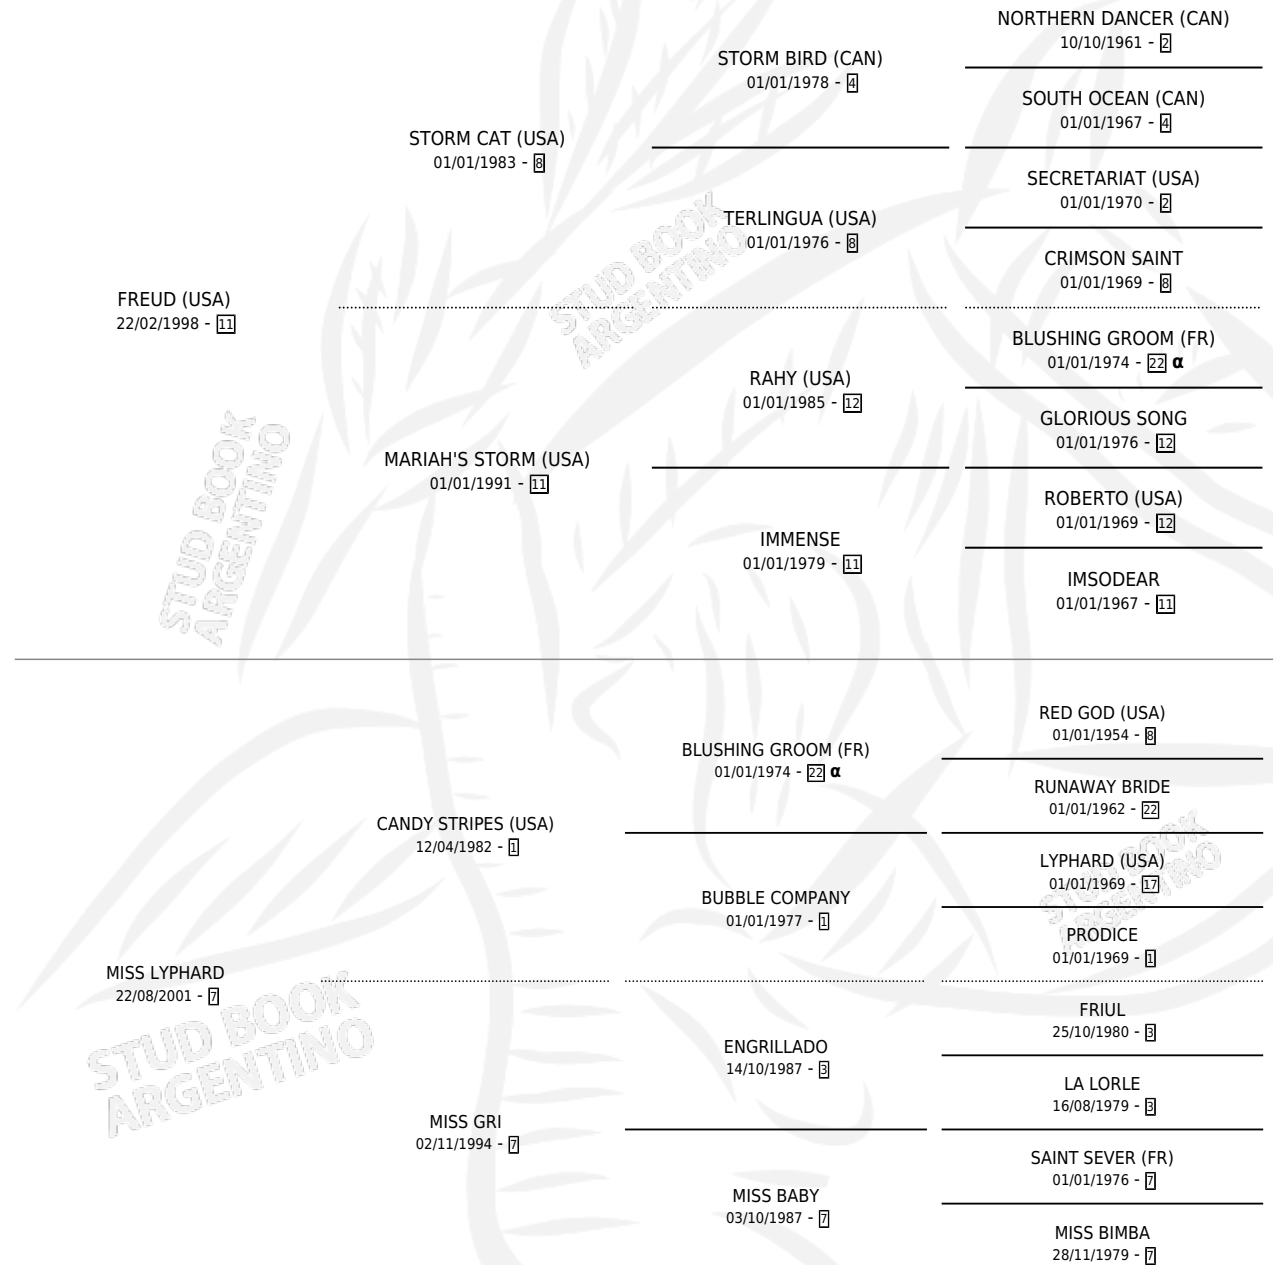 NORTHERN DANCER (CAN)
10/10/1961 - 2
STORM BIRD (CAN)
01/01/1978 - 4
SOUTH OCEAN (CAN)
01/01/1967 - 4
STORM CAT (USA)
01/01/1983 - 8
SECRETARIAT (USA)
01/01/1970 - 2
TERLINGUA (USA)
01/01/1976 - 8
CRIMSON SAINT
01/01/1969 - 8
FREUD (USA)
22/02/1998 - 11
BLUSHING GROOM (FR)
01/01/1974 - 22 α
RAHY (USA)
01/01/1985 - 12
GLORIOUS SONG
01/01/1976 - 12
MARIAH'S STORM (USA)
01/01/1991 - 11
ROBERTO (USA)
01/01/1969 - 12
IMMENSE
01/01/1979 - 11
IMSODEAR
01/01/1967 - 11
RED GOD (USA)
01/01/1954 - 8
BLUSHING GROOM (FR)
01/01/1974 - 22 α
RUNAWAY BRIDE
01/01/1962 - 22
CANDY STRIPES (USA)
12/04/1982 - 1
LYPHARD (USA)
01/01/1969 - 17
BUBBLE COMPANY
01/01/1977 - 1
PRODICE
01/01/1969 - 1
MISS LYPHARD
22/08/2001 - 7
FRIUL
25/10/1980 - 3
ENGRILLADO
14/10/1987 - 3
LA LORLE
16/08/1979 - 3
MISS GRI
02/11/1994 - 7
SAINT SEVER (FR)
01/01/1976 - 7
MISS BABY
03/10/1987 - 7
MISS BIMBA
28/11/1979 - 7
STUD BOOK
ARGENTINO
STUD BOOK
ARGENTINO
STUD BOOK
ARGENTINO
STUD BOOK
ARGENTINO